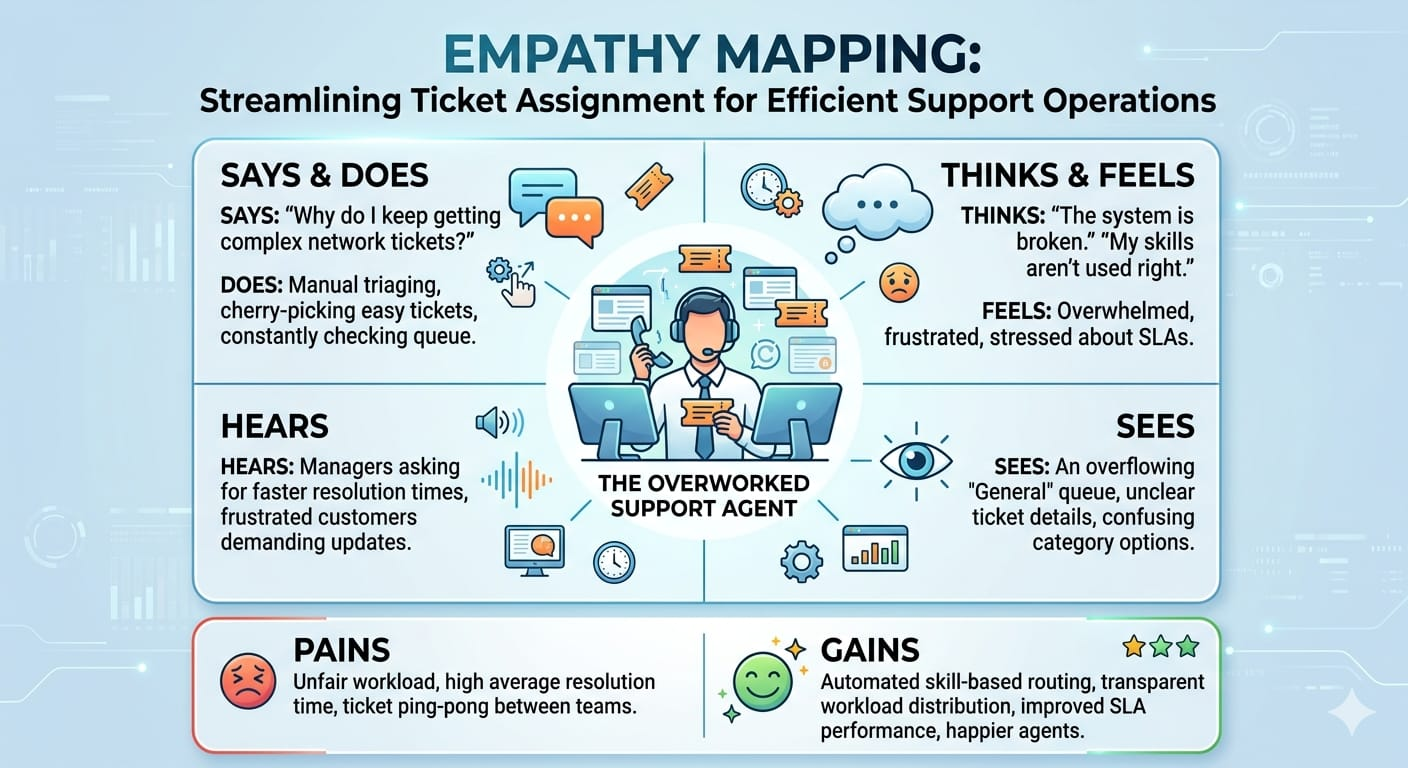 EMPATHY MAPPING:
Streamlining Ticket Assignment for Efficient Support Operations
SAYS & DOES
SAYS: “Why do I keep getting
complex network tickets?”
DOES: Manual triaging,
cherry-picking easy tickets,
constantly checking queue.
THINKS & FEELS
THINKS: “The system is
broken.” “My skills
aren’t used right.”
FEELS: Overwhelmed,
frustrated, stressed about SLAs.
THE OVERWORKED
SUPPORT AGENT
HEARS
HEARS: Managers asking
for faster resolution times,
frustrated customers
demanding updates.
SEES
SEES: An overflowing
"General" queue, unclear
ticket details, confusing
category options.
PAINS
Unfair workload, high average resolution
time, ticket ping-pong between teams.
GAINS
Automated skill-based routing, transparent
workload distribution, improved SLA
performance, happier agents.